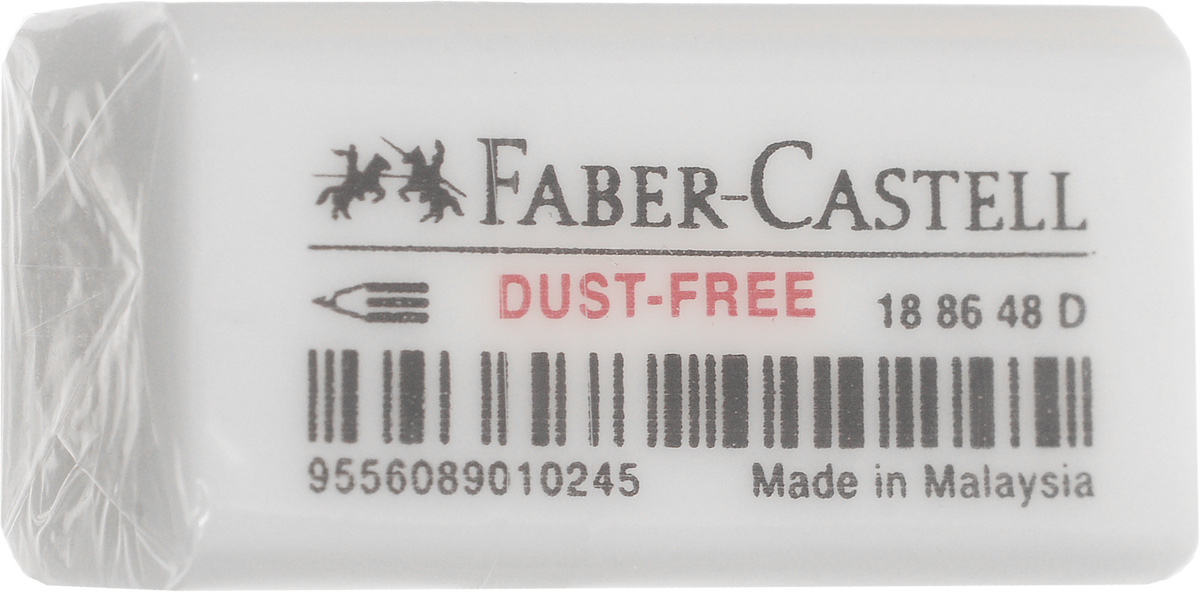 FABER-CASTELL
DUST-FREE 18 86 48 D
9556089010245 Made in Malaysia